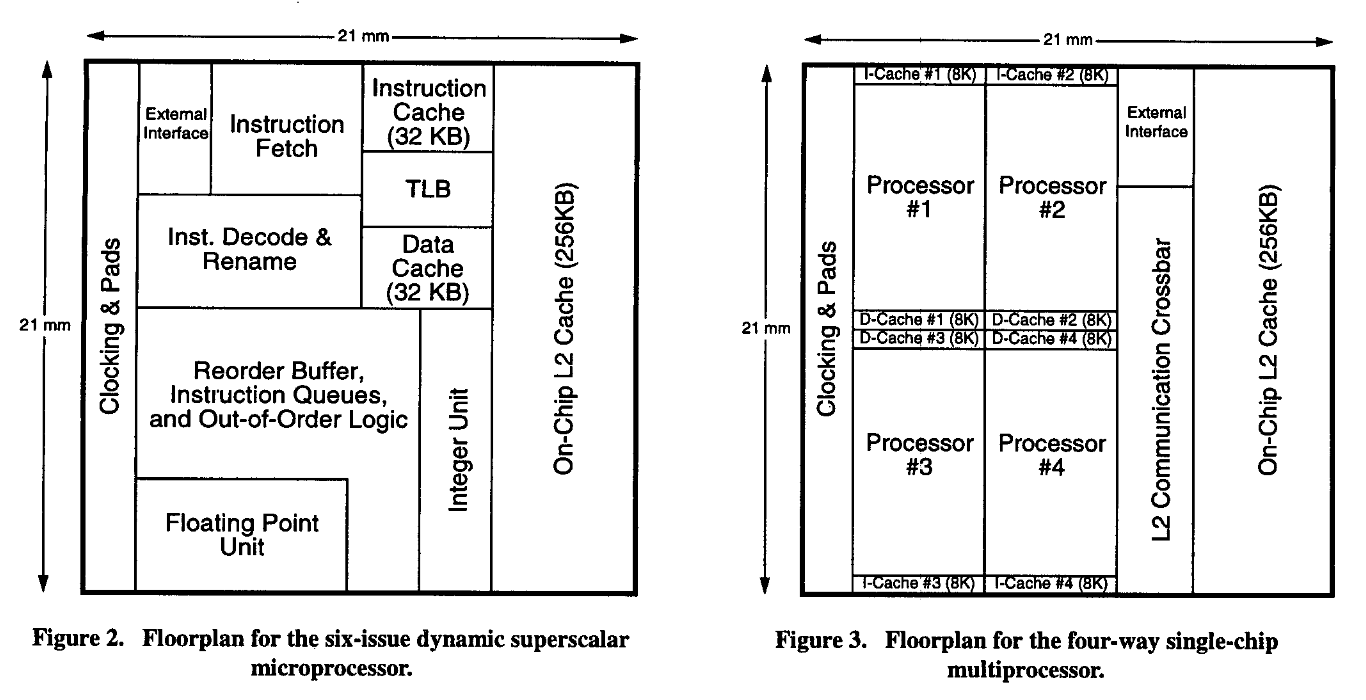 21 mm
21 mm
Clocking & Pads
External
Interface
Instruction
Fetch
Instruction
Cache
(32 KB)
TLB
Inst. Decode &
Rename
Data
Cache
(32 KB)
Reorder Buffer,
Instruction Queues,
and Out-of-Order Logic
Floating Point
Unit
Integer Unit
On-Chip L2 Cache (256KB)
Figure 2. Floorplan for the six-issue dynamic superscalar
microprocessor.
21 mm
21 mm
Clocking & Pads
I-Cache #1 (8K)
I-Cache #2 (8K)
Processor
#1
Processor
#2
External
Interface
D-Cache #1 (8K)
D-Cache #2 (8K)
D-Cache #3 (8K)
D-Cache #4 (8K)
Processor
#3
Processor
#4
I-Cache #3 (8K)
I-Cache #4 (8K)
L2 Communication Crossbar
On-Chip L2 Cache (256KB)
Figure 3. Floorplan for the four-way single-chip
multiprocessor.